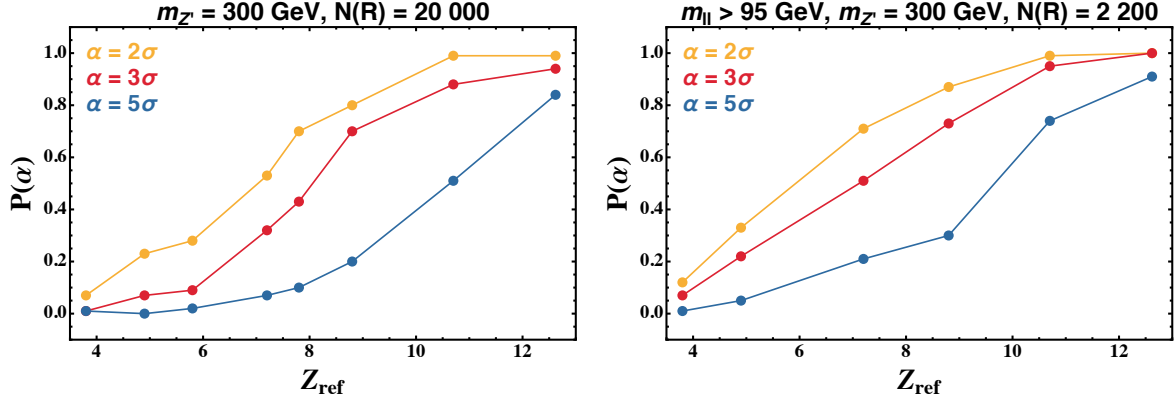 m_Z' = 300 GeV, N(R) = 20 000
α = 2σ
α = 3σ
α = 5σ
P(α)
1.0
0.8
0.6
0.4
0.2
0.0
4 6 8 10 12
Z_ref
m_ll > 95 GeV, m_Z' = 300 GeV, N(R) = 2 200
α = 2σ
α = 3σ
α = 5σ
P(α)
1.0
0.8
0.6
0.4
0.2
0.0
4 6 8 10 12
Z_ref